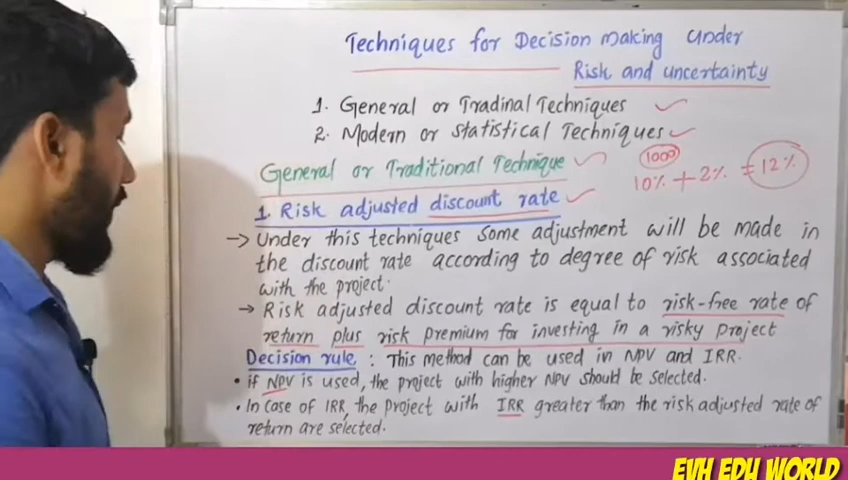 Techniques for Decision making under
Risk and uncertainty
1. General or Tradinal Techniques
2. Modern or Statistical Techniques
General or Traditional Technique
1000
10% + 2% = 12%
1. Risk adjusted discount rate
→ Under this techniques some adjustment will be made in
the discount rate according to degree of risk associated
with the project.
→ Risk adjusted discount rate is equal to risk-free rate of
return plus risk premium for investing in a risky project
Decision rule : This method can be used in NPV and IRR.
• if NPV is used, the project with higher NPV should be selected.
• In case of IRR, the project with IRR greater than the risk adjusted rate of
return are selected.
EVH EDU WORLD